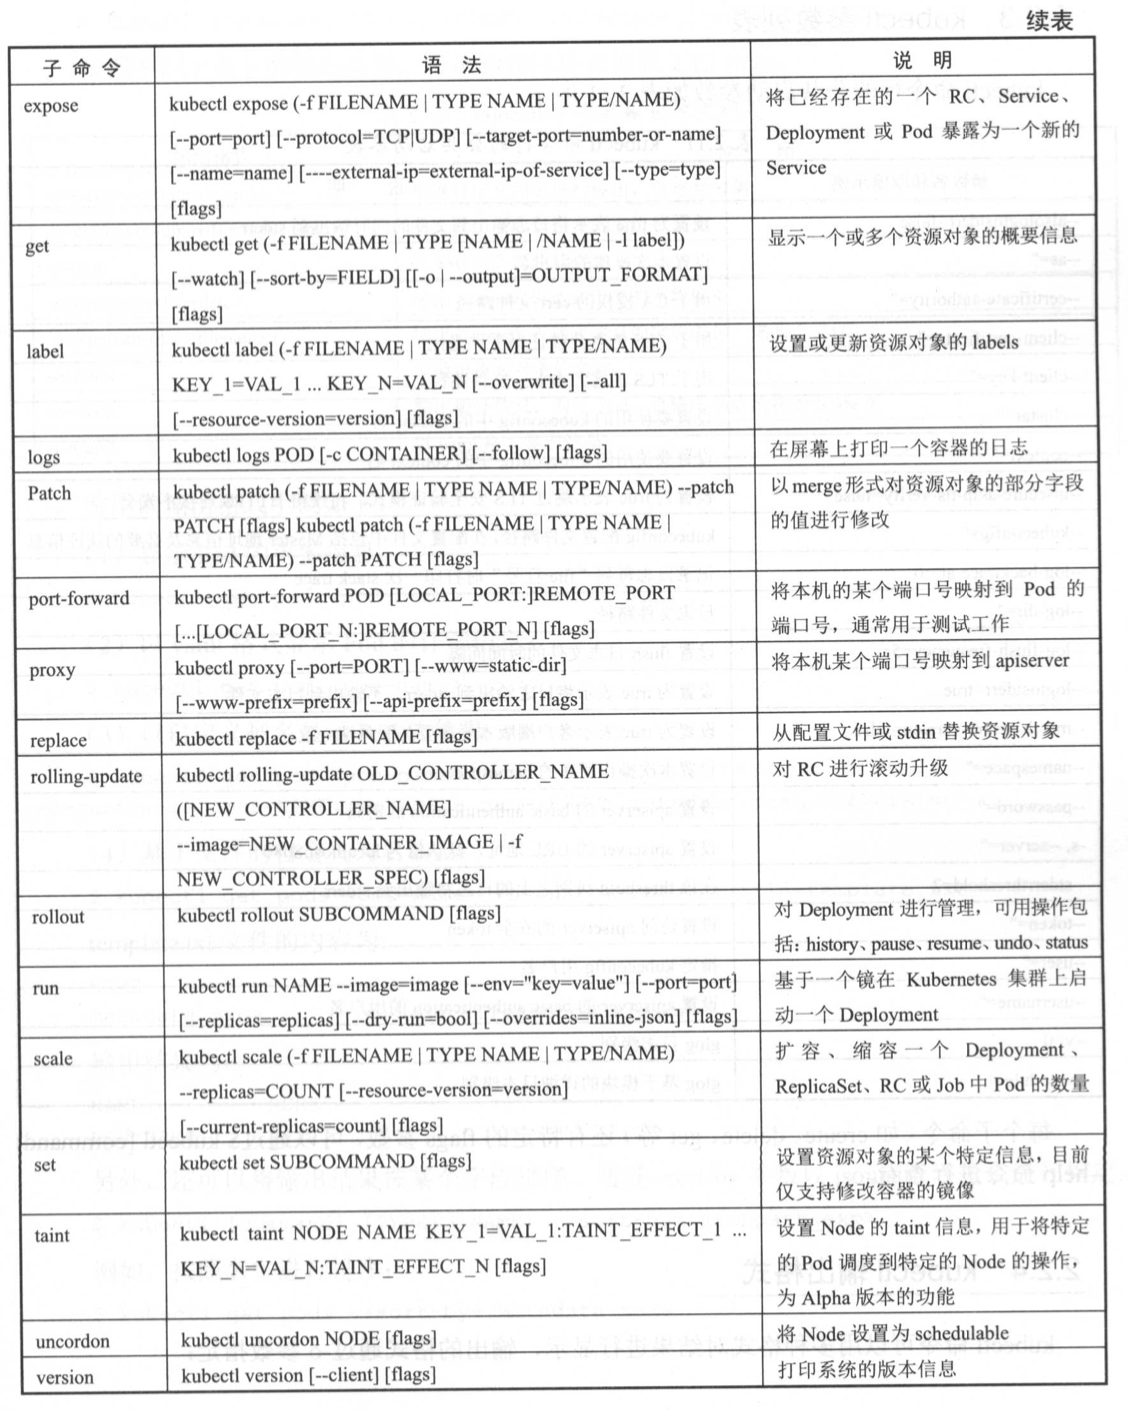 续表
子 命 令 语 法 说 明
expose kubectl expose (-f FILENAME | TYPE NAME | TYPE/NAME) 将已经存在的一个 RC、Service、
[--port=port] [--protocol=TCP|UDP] [--target-port=number-or-name] Deployment 或 Pod 暴露为一个新的
[--name=name] [----external-ip=external-ip-of-service] [--type=type] Service
[flags]
get kubectl get (-f FILENAME | TYPE [NAME | /NAME | -l label]) 显示一个或多个资源对象的概要信息
[--watch] [--sort-by=FIELD] [[-o | --output]=OUTPUT_FORMAT]
[flags]
label kubectl label (-f FILENAME | TYPE NAME | TYPE/NAME) 设置或更新资源对象的 labels
KEY_1=VAL_1 ... KEY_N=VAL_N [--overwrite] [--all]
[--resource-version=version] [flags]
logs kubectl logs POD [-c CONTAINER] [--follow] [flags] 在屏幕上打印一个容器的日志
Patch kubectl patch (-f FILENAME | TYPE NAME | TYPE/NAME) --patch 以 merge 形式对资源对象的部分字段
PATCH [flags] kubectl patch (-f FILENAME | TYPE NAME | 的值进行修改
TYPE/NAME) --patch PATCH [flags]
port-forward kubectl port-forward POD [LOCAL_PORT:]REMOTE_PORT 将本机的某个端口号映射到 Pod 的
[...[LOCAL_PORT_N:]REMOTE_PORT_N] [flags] 端口号，通常用于测试工作
proxy kubectl proxy [--port=PORT] [--www=static-dir] 将本机某个端口号映射到 apiserver
[--www-prefix=prefix] [--api-prefix=prefix] [flags]
replace kubectl replace -f FILENAME [flags] 从配置文件或 stdin 替换资源对象
rolling-update kubectl rolling-update OLD_CONTROLLER_NAME 对 RC 进行滚动升级
([NEW_CONTROLLER_NAME]
--image=NEW_CONTAINER_IMAGE | -f
NEW_CONTROLLER_SPEC) [flags]
rollout kubectl rollout SUBCOMMAND [flags] 对 Deployment 进行管理，可用操作包
括：history、pause、resume、undo、status
run kubectl run NAME --image=image [--env="key=value"] [--port=port] 基于一个镜在 Kubernetes 集群上启
[--replicas=replicas] [--dry-run=bool] [--overrides=inline-json] [flags] 动一个 Deployment
scale kubectl scale (-f FILENAME | TYPE NAME | TYPE/NAME) 扩容、缩容一个 Deployment、
--replicas=COUNT [--resource-version=version] ReplicaSet、RC 或 Job 中 Pod 的数量
[--current-replicas=count] [flags]
set kubectl set SUBCOMMAND [flags] 设置资源对象的某个特定信息，目前
仅支持修改容器的镜像
taint kubectl taint NODE NAME KEY_1=VAL_1:TAINT_EFFECT_1 ... 设置 Node 的 taint 信息，用于将特定
KEY_N=VAL_N:TAINT_EFFECT_N [flags] 的 Pod 调度到特定的 Node 的操作，
为 Alpha 版本的功能
uncordon kubectl uncordon NODE [flags] 将 Node 设置为 schedulable
version kubectl version [--client] [flags] 打印系统的版本信息